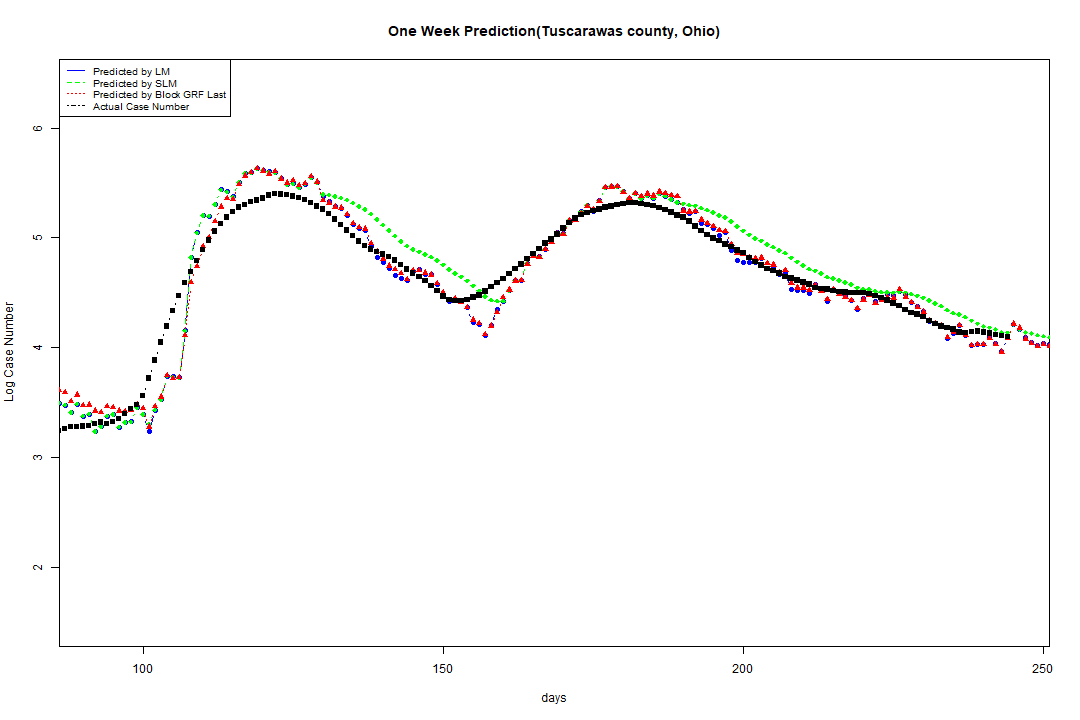 One Week Prediction(Tuscarawas county, Ohio)
Predicted by LM
Predicted by SLM
Predicted by Block GRF Last
Actual Case Number
6
5
4
3
2
Log Case Number
100 150 200 250
days